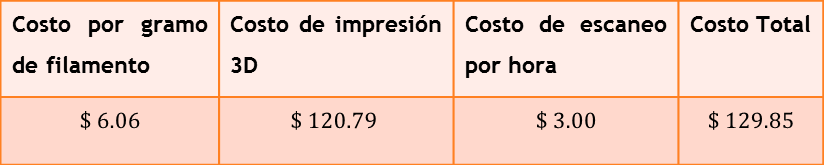 Costo por gramo de filamento
Costo de impresión 3D
Costo de escaneo por hora
Costo Total
$ 6.06
$ 120.79
$ 3.00
$ 129.85